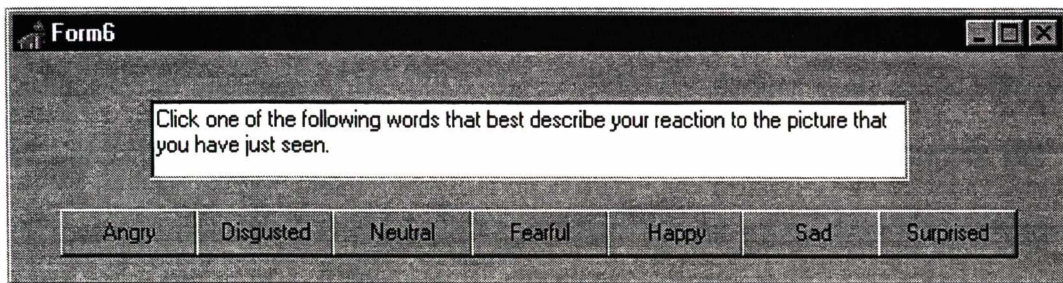 Form6
Click one of the following words that best describe your reaction to the picture that
you have just seen.
Angry Disgusted Neutral Fearful Happy Sad Surprised